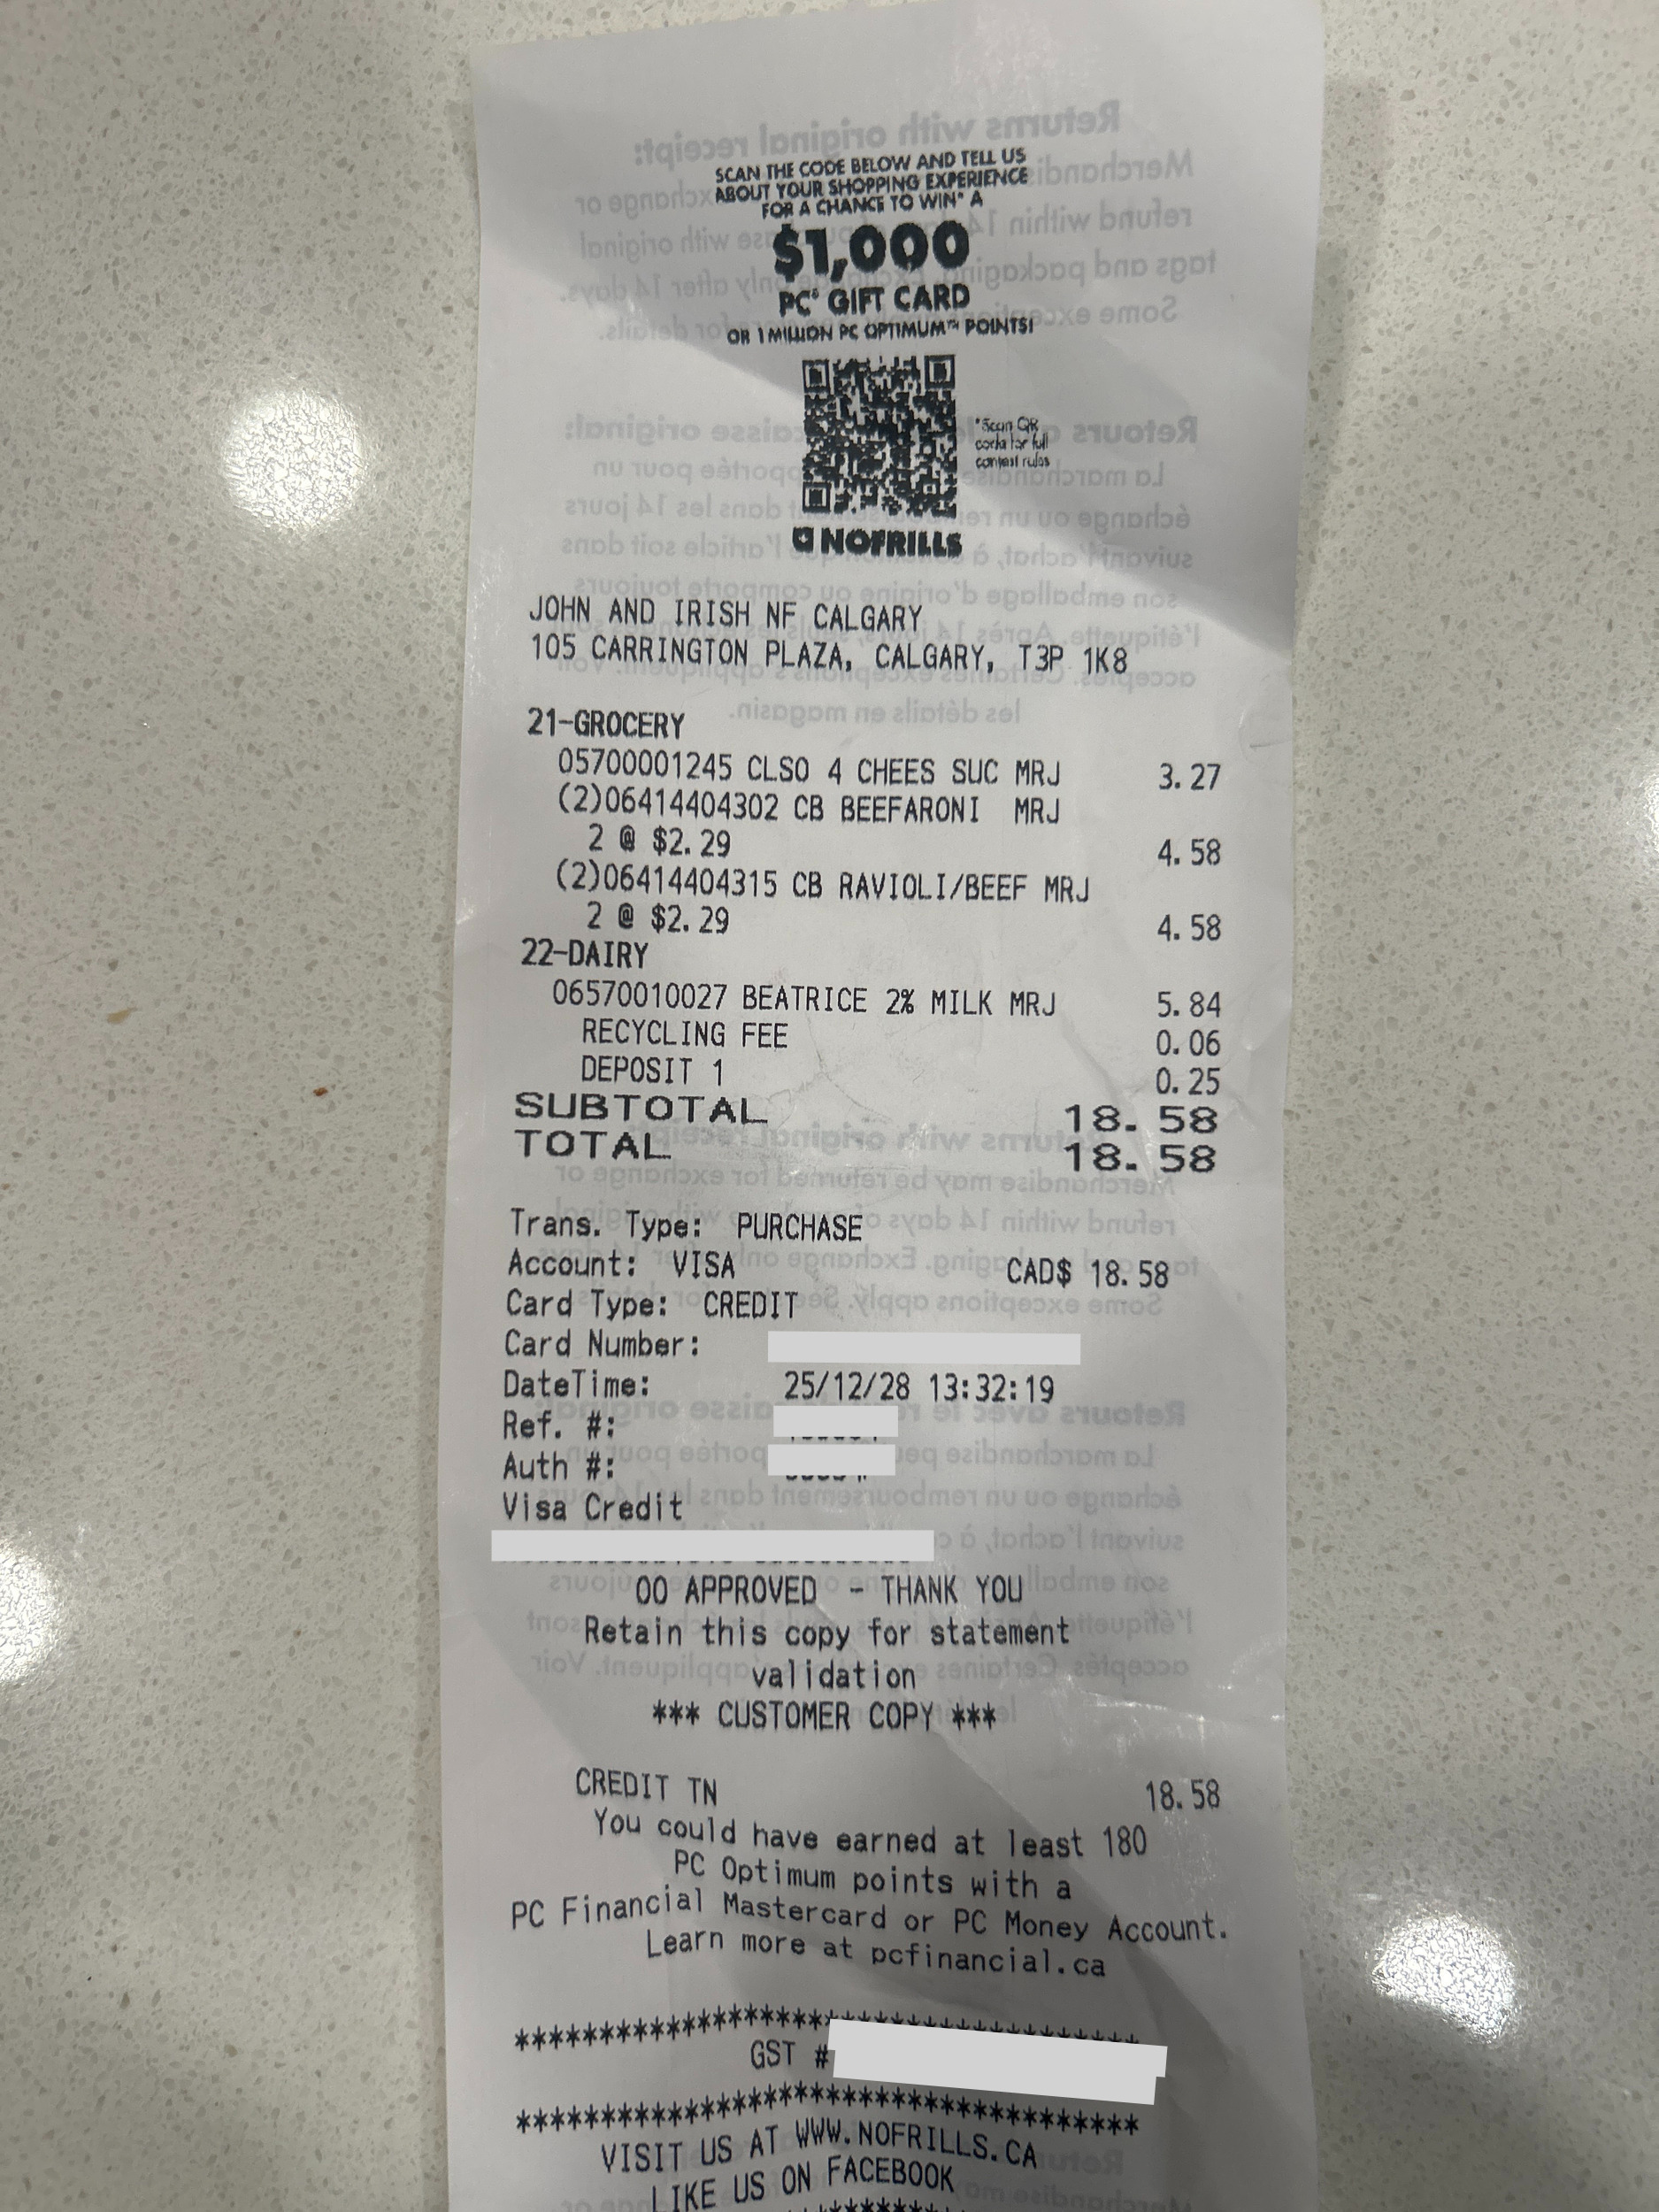 SCAN THE CODE BELOW AND TELL US
ABOUT YOUR SHOPPING EXPERIENCE
FOR A CHANCE TO WIN* A
$1,000
PC® GIFT CARD
OR 1 MILLION PC OPTIMUM™ POINTS!
*Scan QR
code for full
contest rules
NOFRILLS
JOHN AND IRISH NF CALGARY
105 CARRINGTON PLAZA, CALGARY, T3P 1K8
21-GROCERY
05700001245 CLSO 4 CHEES SUC MRJ 3.27
(2)06414404302 CB BEEFARONI MRJ
2 @ $2.29 4.58
(2)06414404315 CB RAVIOLI/BEEF MRJ
2 @ $2.29 4.58
22-DAIRY
06570010027 BEATRICE 2% MILK MRJ 5.84
RECYCLING FEE 0.06
DEPOSIT 1 0.25
SUBTOTAL 18.58
TOTAL 18.58
Trans. Type: PURCHASE
Account: VISA CAD$ 18.58
Card Type: CREDIT
Card Number:
DateTime: 25/12/28 13:32:19
Ref. #:
Auth #:
Visa Credit
00 APPROVED - THANK YOU
Retain this copy for statement
validation
*** CUSTOMER COPY ***
CREDIT TN 18.58
You could have earned at least 180
PC Optimum points with a
PC Financial Mastercard or PC Money Account.
Learn more at pcfinancial.ca
**************************************
GST #
**************************************
VISIT US AT WWW.NOFRILLS.CA
LIKE US ON FACEBOOK